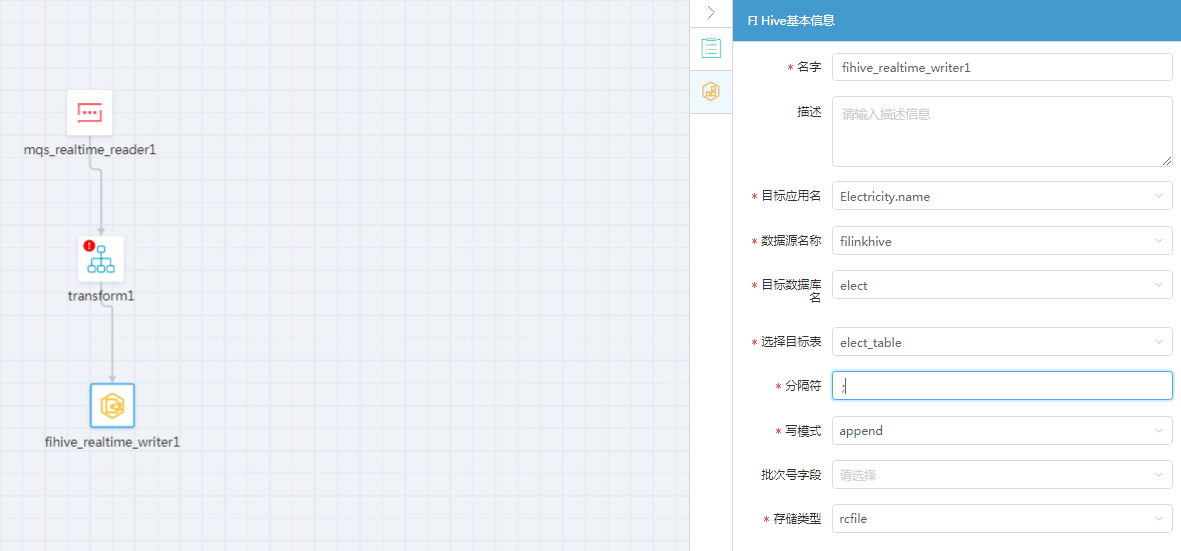 mqs_realtime_reader1
transform1
fihive_realtime_writer1
FI Hive基本信息
* 名字 fihive_realtime_writer1
描述 请输入描述信息
* 目标应用名 Electricity.name
* 数据源名称 filinkhive
* 目标数据库 elect
名
* 选择目标表 elect_table
* 分隔符 ;
* 写模式 append
批次号字段 请选择
* 存储类型 rcfile